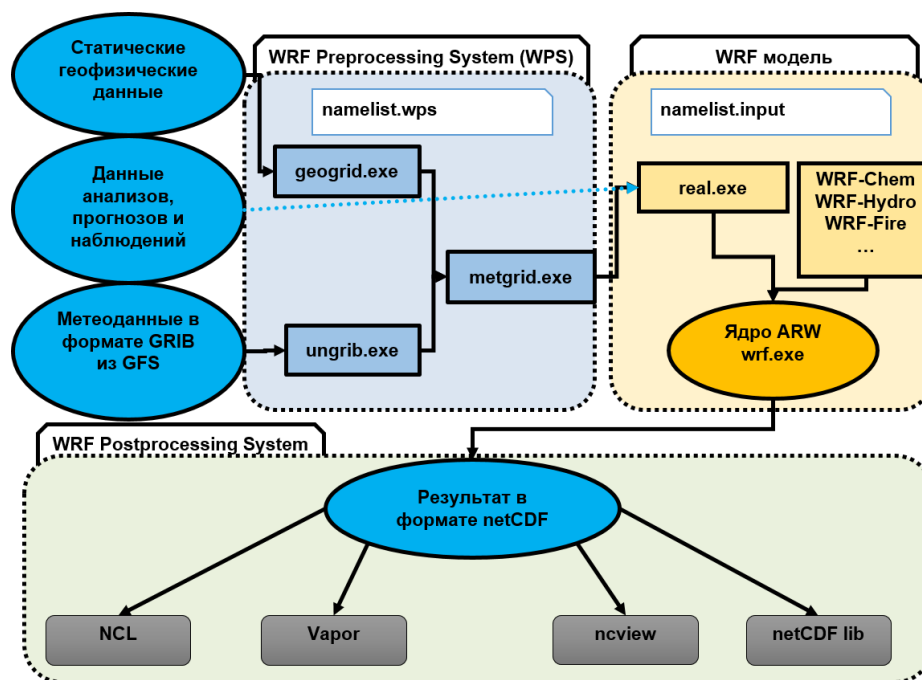 Статические
геофизические
данные
WRF Preprocessing System (WPS)
WRF модель
namelist.wps
namelist.input
geogrid.exe
Данные
анализов,
прогнозов и
наблюдений
real.exe
WRF-Chem
WRF-Hydro
WRF-Fire
...
metgrid.exe
Метеоданные в
формате GRIB
из GFS
ungrib.exe
Ядро ARW
wrf.exe
WRF Postprocessing System
Результат в
формате netCDF
NCL
Vapor
ncview
netCDF lib